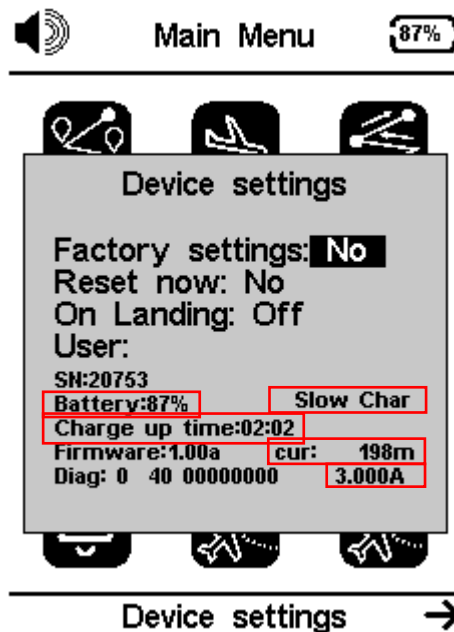 Main Menu 87%
Device settings
Factory settings: No
Reset now: No
On Landing: Off
User:
SN:20753
Battery:87% Slow Char
Charge up time:02:02
Firmware:1.00a cur: 198m
Diag: 0 40 00000000 3.000A
Device settings